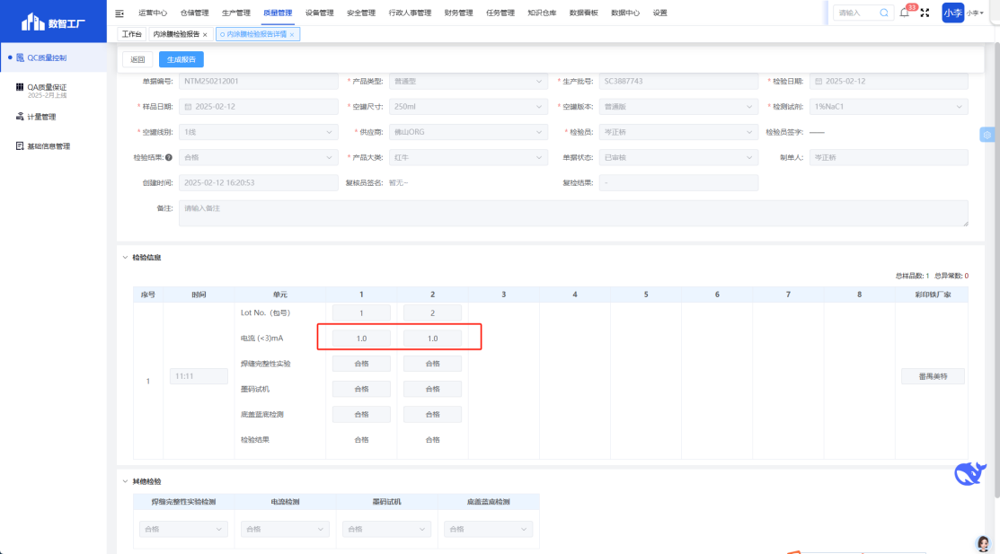 数智工厂
运营中心 仓储管理 生产管理 质量管理 设备管理 安全管理 行政人事管理 财务管理 任务管理 知识仓库 数据看板 数据中心 设置 请输入 33 小李 小李
工作台 内涂膜检验报告 × 内涂膜检验报告详情 ×
QC质量控制
QA质量保证
2025-2月上线
计量管理
基础信息管理
返回 生成报告
单据编号: NTM250212001 * 产品类型: 普通型 * 生产批号: SC3887743 * 检验日期: 2025-02-12
* 样品日期: 2025-02-12 * 空罐尺寸: 250ml * 空罐版本: 普通版 * 检测试剂: 1%NaC1
* 空罐线别: 1线 * 供应商: 佛山ORG * 检验员: 岑正桥 检验员签字:
检验结果: 合格 * 产品大类: 红牛 单据状态: 已审核 制单人: 岑正桥
创建时间: 2025-02-12 16:20:53 复核员签名: 暂无~ 复检结果: -
备注: 请输入备注
检验信息
总样品数: 1 总异常数: 0
序号 时间 单元 1 2 3 4 5 6 7 8 彩印铁厂家
Lot No.（包号） 1 2
电流 (<3)mA 1.0 1.0
焊缝完整性实验 合格 合格
1 11:11 番禺美特
墨码试机 合格 合格
底盖蓝底检测 合格 合格
检验结果 合格 合格
其他检验
焊缝完整性实验检测 电流检测 墨码试机 底盖蓝底检测
合格 合格 合格 合格